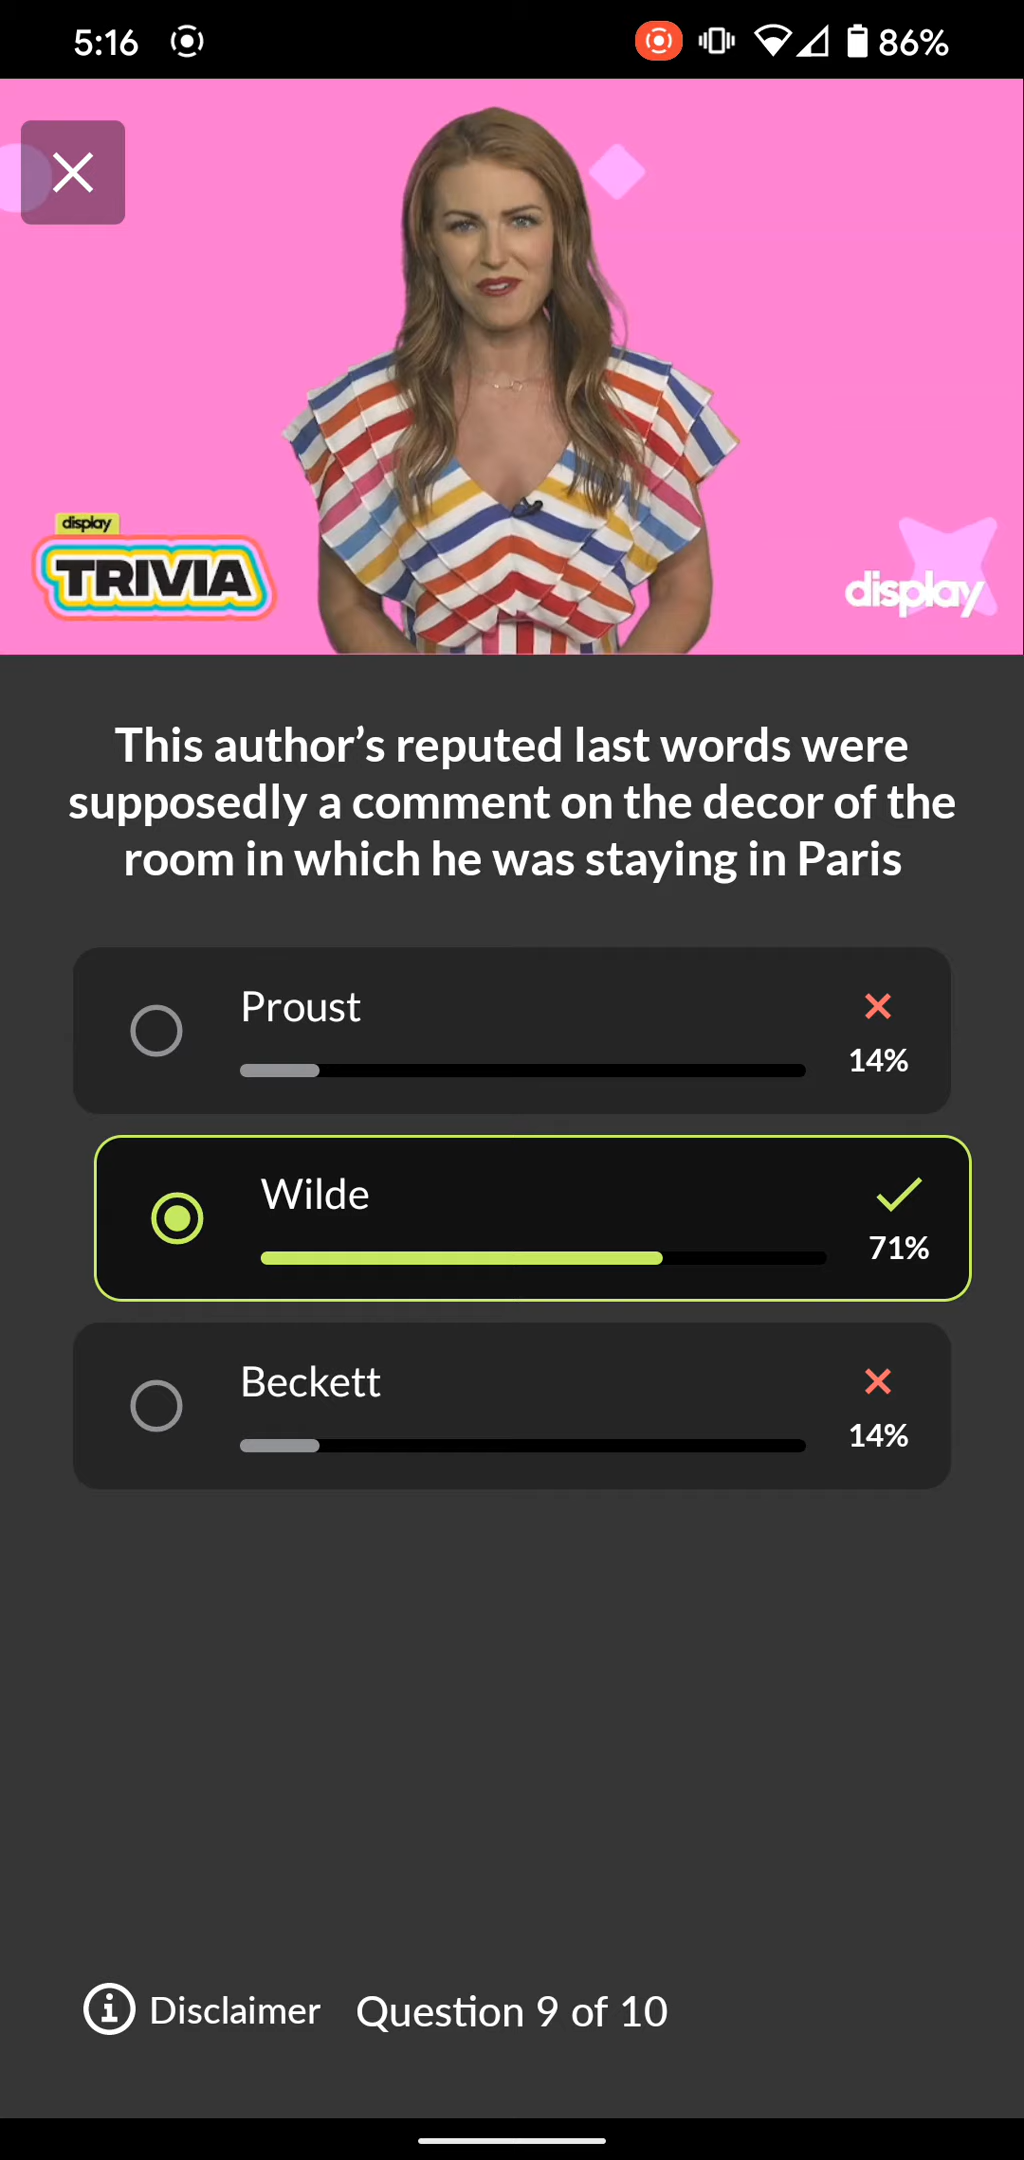 5:16
86%
display
TRIVIA
display
This author’s reputed last words were
supposedly a comment on the decor of the
room in which he was staying in Paris
Proust
14%
Wilde
71%
Beckett
14%
Disclaimer Question 9 of 10